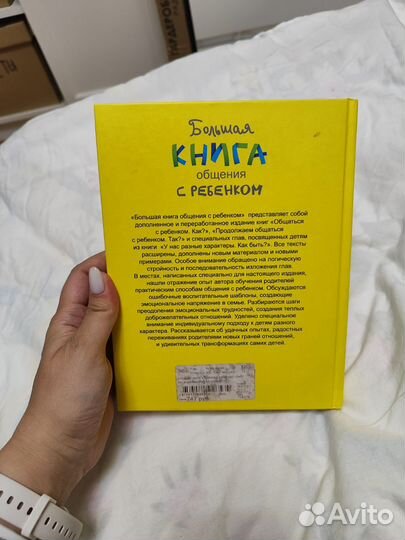 Большая
КНИГА
общения
С РЕБЕНКОМ
«Большая книга общения с ребенком» представляет собой
дополненное и переработанное издание книг «Общаться
с ребенком. Как?», «Продолжаем общаться
с ребенком. Так?» и специальных глав, посвященных детям
из книги «У нас разные характеры. Как быть?». Все тексты
расширены, дополнены новым материалом и новыми
примерами. Особое внимание обращено на логическую
стройность и последовательность изложения глав.
В местах, написанных специально для настоящего издания,
нашли отражение опыт автора обучения родителей
практическим способам общения с ребенком. Обсуждаются
ошибочные воспитательные шаблоны, создающие
эмоциональное напряжение в семье. Разбираются шаги
преодоления эмоциональных трудностей, создания теплых
доброжелательных отношений. Уделено специальное
внимание индивидуальному подходу к детям разного
характера. Рассказывается об удачных опытах, радостных
переживаниях родителями новых граней отношений,
и удивительных трансформациях самих детей.
Avito